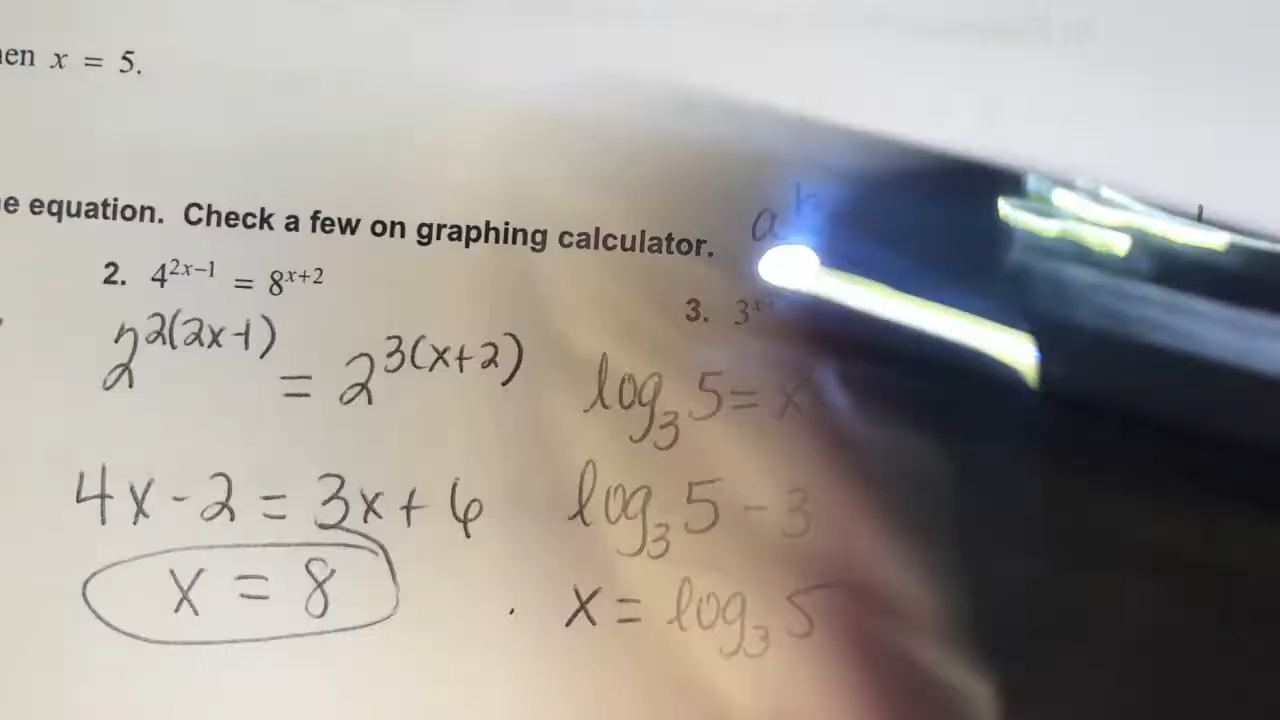 en x = 5.
e equation. Check a few on graphing calculator.
a
2. 4^{2x-1} = 8^{x+2}
3. 3^x
2^{2(2x-1)} = 2^{3(x+2)}
log_3 5 = x
4x - 2 = 3x + 6
log_3 5 - 3
x = 8
x = log_3 5